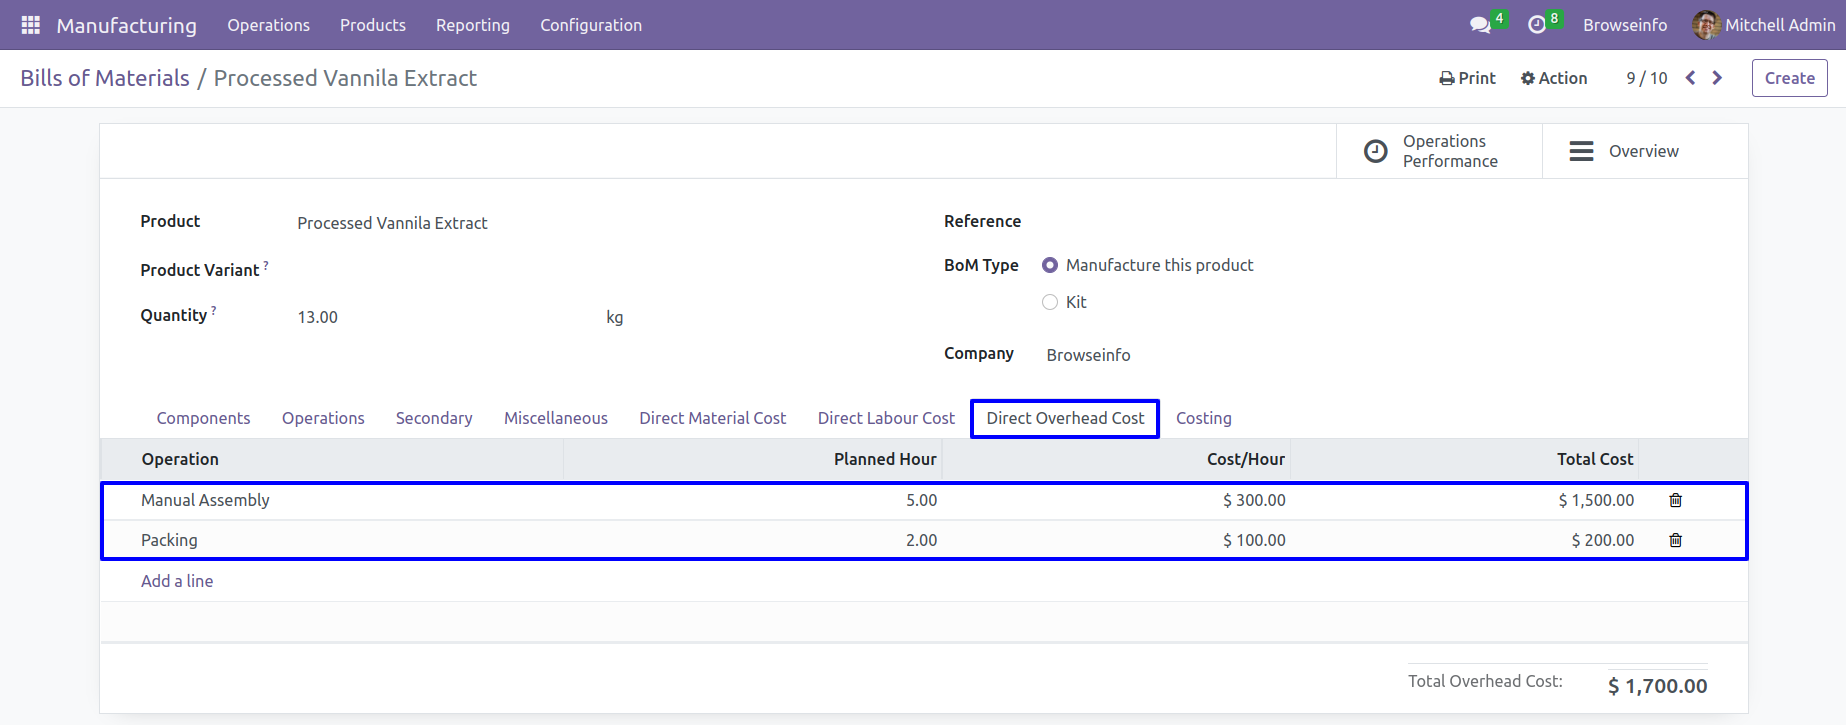 Manufacturing Operations Products Reporting Configuration 4 8 Browseinfo Mitchell Admin
Bills of Materials / Processed Vannila Extract Print Action 9 / 10 Create
Operations Performance Overview
Product Processed Vannila Extract Reference
Product Variant ? BoM Type Manufacture this product
Kit
Quantity ? 13.00 kg
Company Browseinfo
Components Operations Secondary Miscellaneous Direct Material Cost Direct Labour Cost Direct Overhead Cost Costing
Operation Planned Hour Cost/Hour Total Cost
Manual Assembly 5.00 $ 300.00 $ 1,500.00
Packing 2.00 $ 100.00 $ 200.00
Add a line
Total Overhead Cost: $ 1,700.00